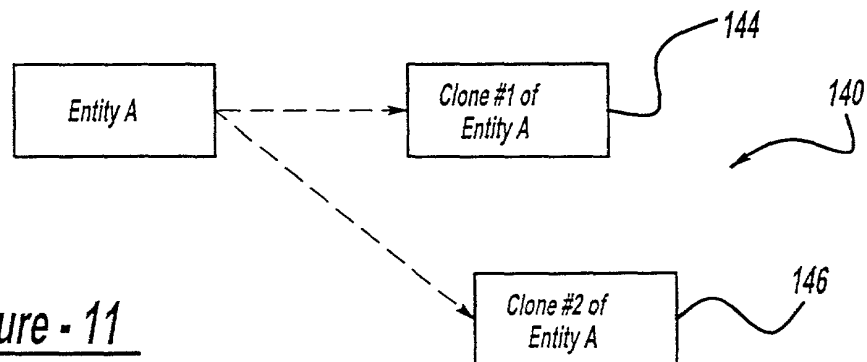 144
Entity A
Clone #1 of
Entity A
140
146
Clone #2 of
Entity A
ure - 11